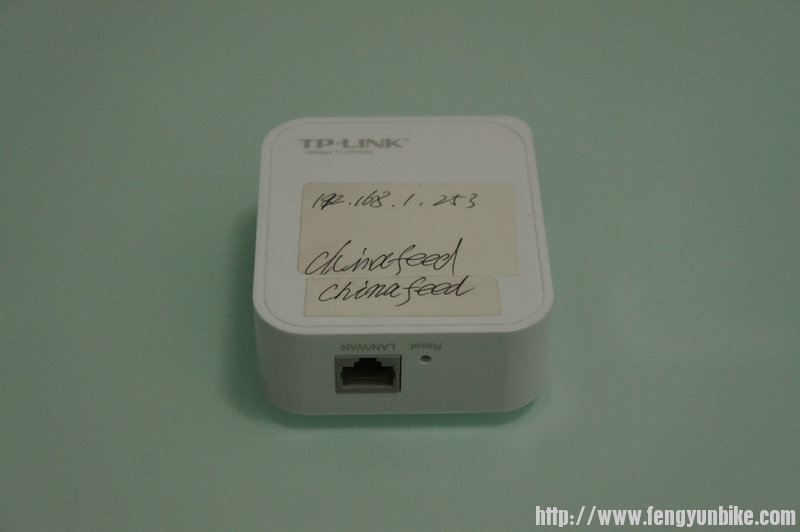 TP-LINK
192.168.1.253
chinafeed
chinafeed
LAN/WAN Reset
http://www.fengyunbike.com